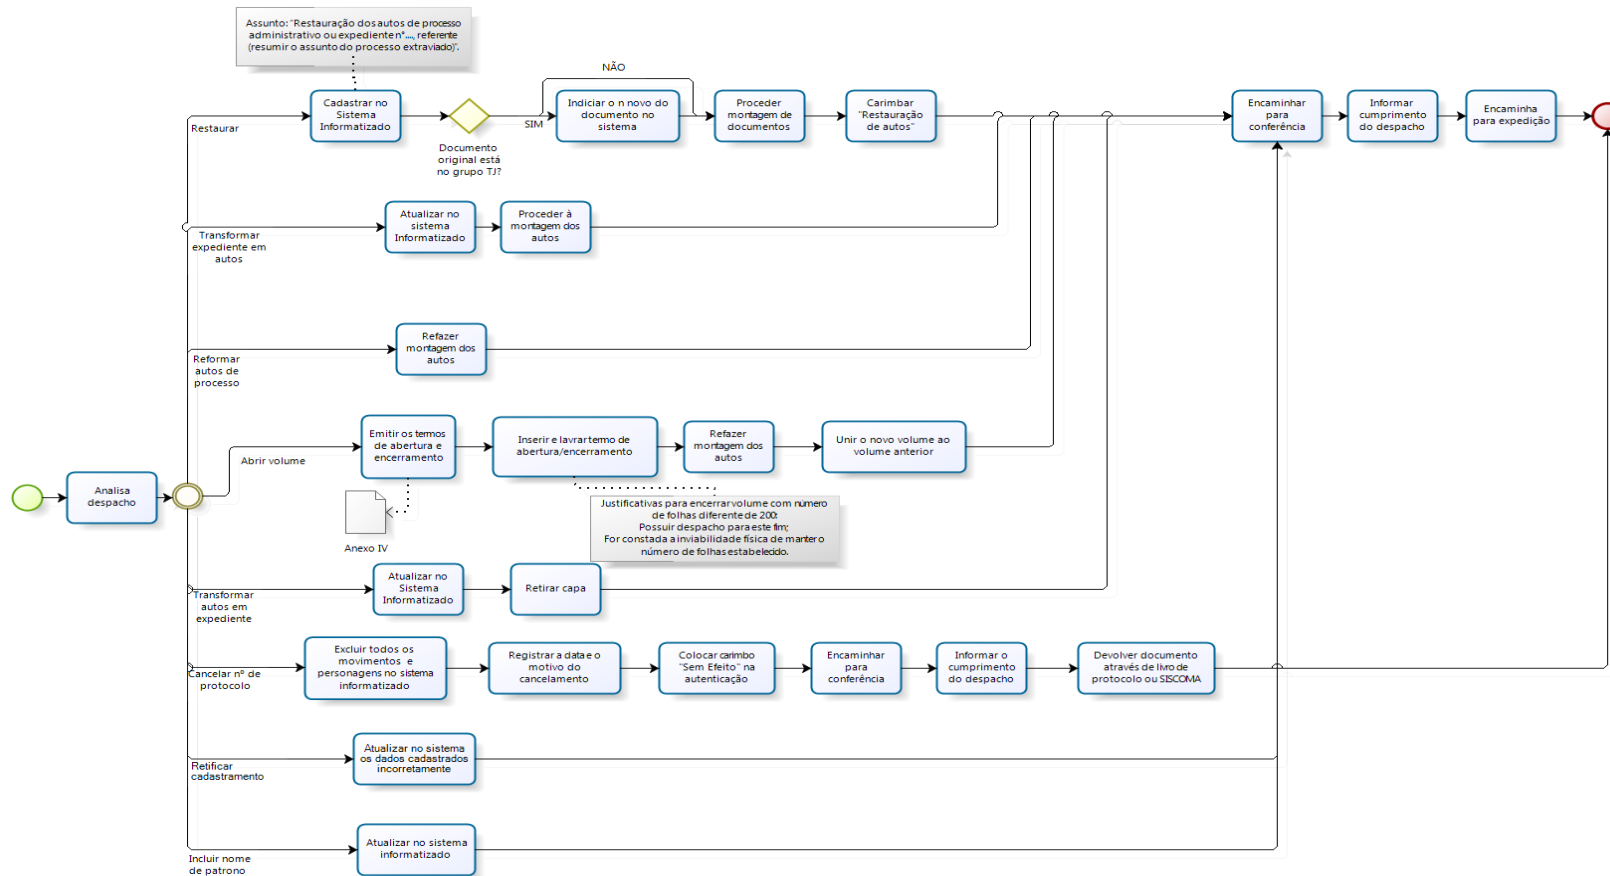 Assunto: "Restauração dos autos de processo
administrativo ou expediente n°...., referente
(resumir o assunto do processo extraviado)".
NÃO
Cadastrar no
Sistema
Informatizado
SIM
Indiciar o n novo do
documento no
sistema
Proceder
montagem de
documentos
Carimbar
"Restauração
de autos"
Encaminhar
para
conferência
Informar
cumprimento
do despacho
Encaminha
para expedição
Restaurar
Documento
original está
no grupo TJ?
Atualizar no
sistema
Informatizado
Proceder à
montagem dos
autos
Transformar
expediente em
autos
Refazer
montagem dos
autos
Reformar
autos de
processo
Emitir os termos
de abertura e
encerramento
Inserir e lavrar termo de
abertura/encerramento
Refazer
montagem dos
autos
Unir o novo volume ao
volume anterior
Abrir volume
Analisa
despacho
Justificativas para encerrar volume com número
de folhas diferente de 200:
Possuir despacho para este fim;
For constada a inviabilidade física de manter o
número de folhas estabelecido.
Anexo IV
Atualizar no
Sistema
Informatizado
Retirar capa
Transformar
autos em
expediente
Excluir todos os
movimentos e
personagens no sistema
informatizado
Registrar a data e o
motivo do
cancelamento
Colocar carimbo
"Sem Efeito" na
autenticação
Encaminhar
para
conferência
Informar o
cumprimento
do despacho
Devolver documento
através de livro de
protocolo ou SISCOMA
Cancelar nº de
protocolo
Atualizar no sistema
os dados cadastrados
incorretamente
Retificar
cadastramento
Atualizar no sistema
informatizado
Incluir nome
de patrono